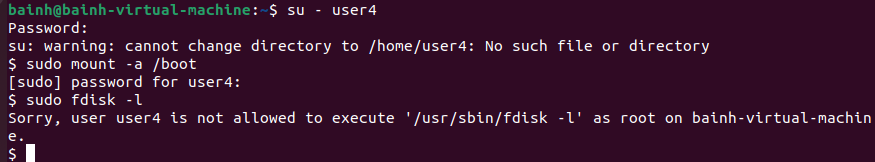 bainh@bainh-virtual-machine:~$ su - user4
Password:
su: warning: cannot change directory to /home/user4: No such file or directory
$ sudo mount -a /boot
[sudo] password for user4:
$ sudo fdisk -l
Sorry, user user4 is not allowed to execute '/usr/sbin/fdisk -l' as root on bainh-virtual-machin
e.
$